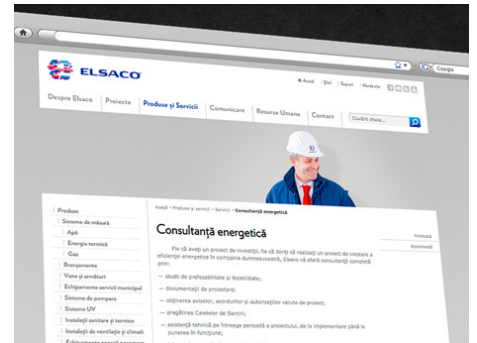 Google
ELSACO
Acasă Știri Suport Harta site
Despre Elsaco Proiecte Produse și Servicii Comunicare Resurse Umane Contact Cuvânt cheie...
Acasă > Produse și servicii > Servicii > Consultanță energetică
Produse
Sisteme de măsură
Apă
Energie termică
Gaz
Branșamente
Vane și armături
Echipamente servicii municipal
Sisteme de pompare
Sisteme UV
Instalații sanitare și termice
Instalații de ventilație și climati
Consultanță energetică
Fie că aveți un proiect de investiții, fie că doriți să realizați un proiect de creștere a
eficienței energetice în compania dumneavoastră, Elsaco vă oferă consultanță completă
prin:
— studii de prefezabilitate și fezabilitate;
— documentații de proiectare;
— obținerea avizelor, acordurilor și autorizațiilor cerute de proiect;
— pregătirea Caietelor de Sarcini;
— asistență tehnică pe întreaga perioadă a proiectului, de la implementare până la
punerea în funcțiune;
Printează
Recomandă